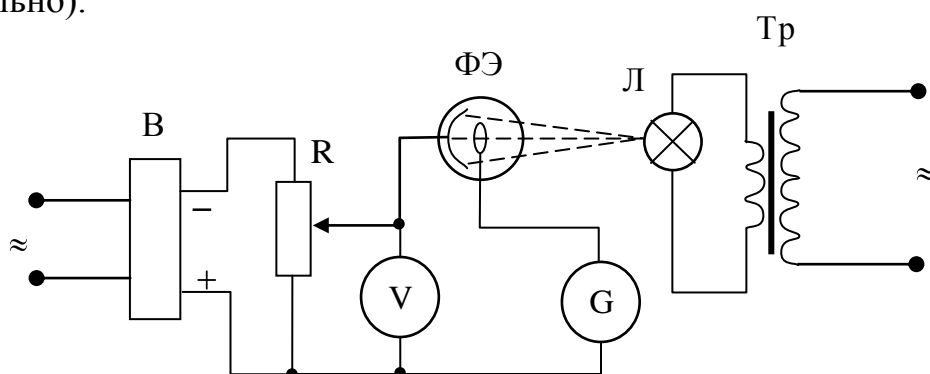 льно).
Тр
ФЭ
Л
В
R
−
≈
≈
+
V
G